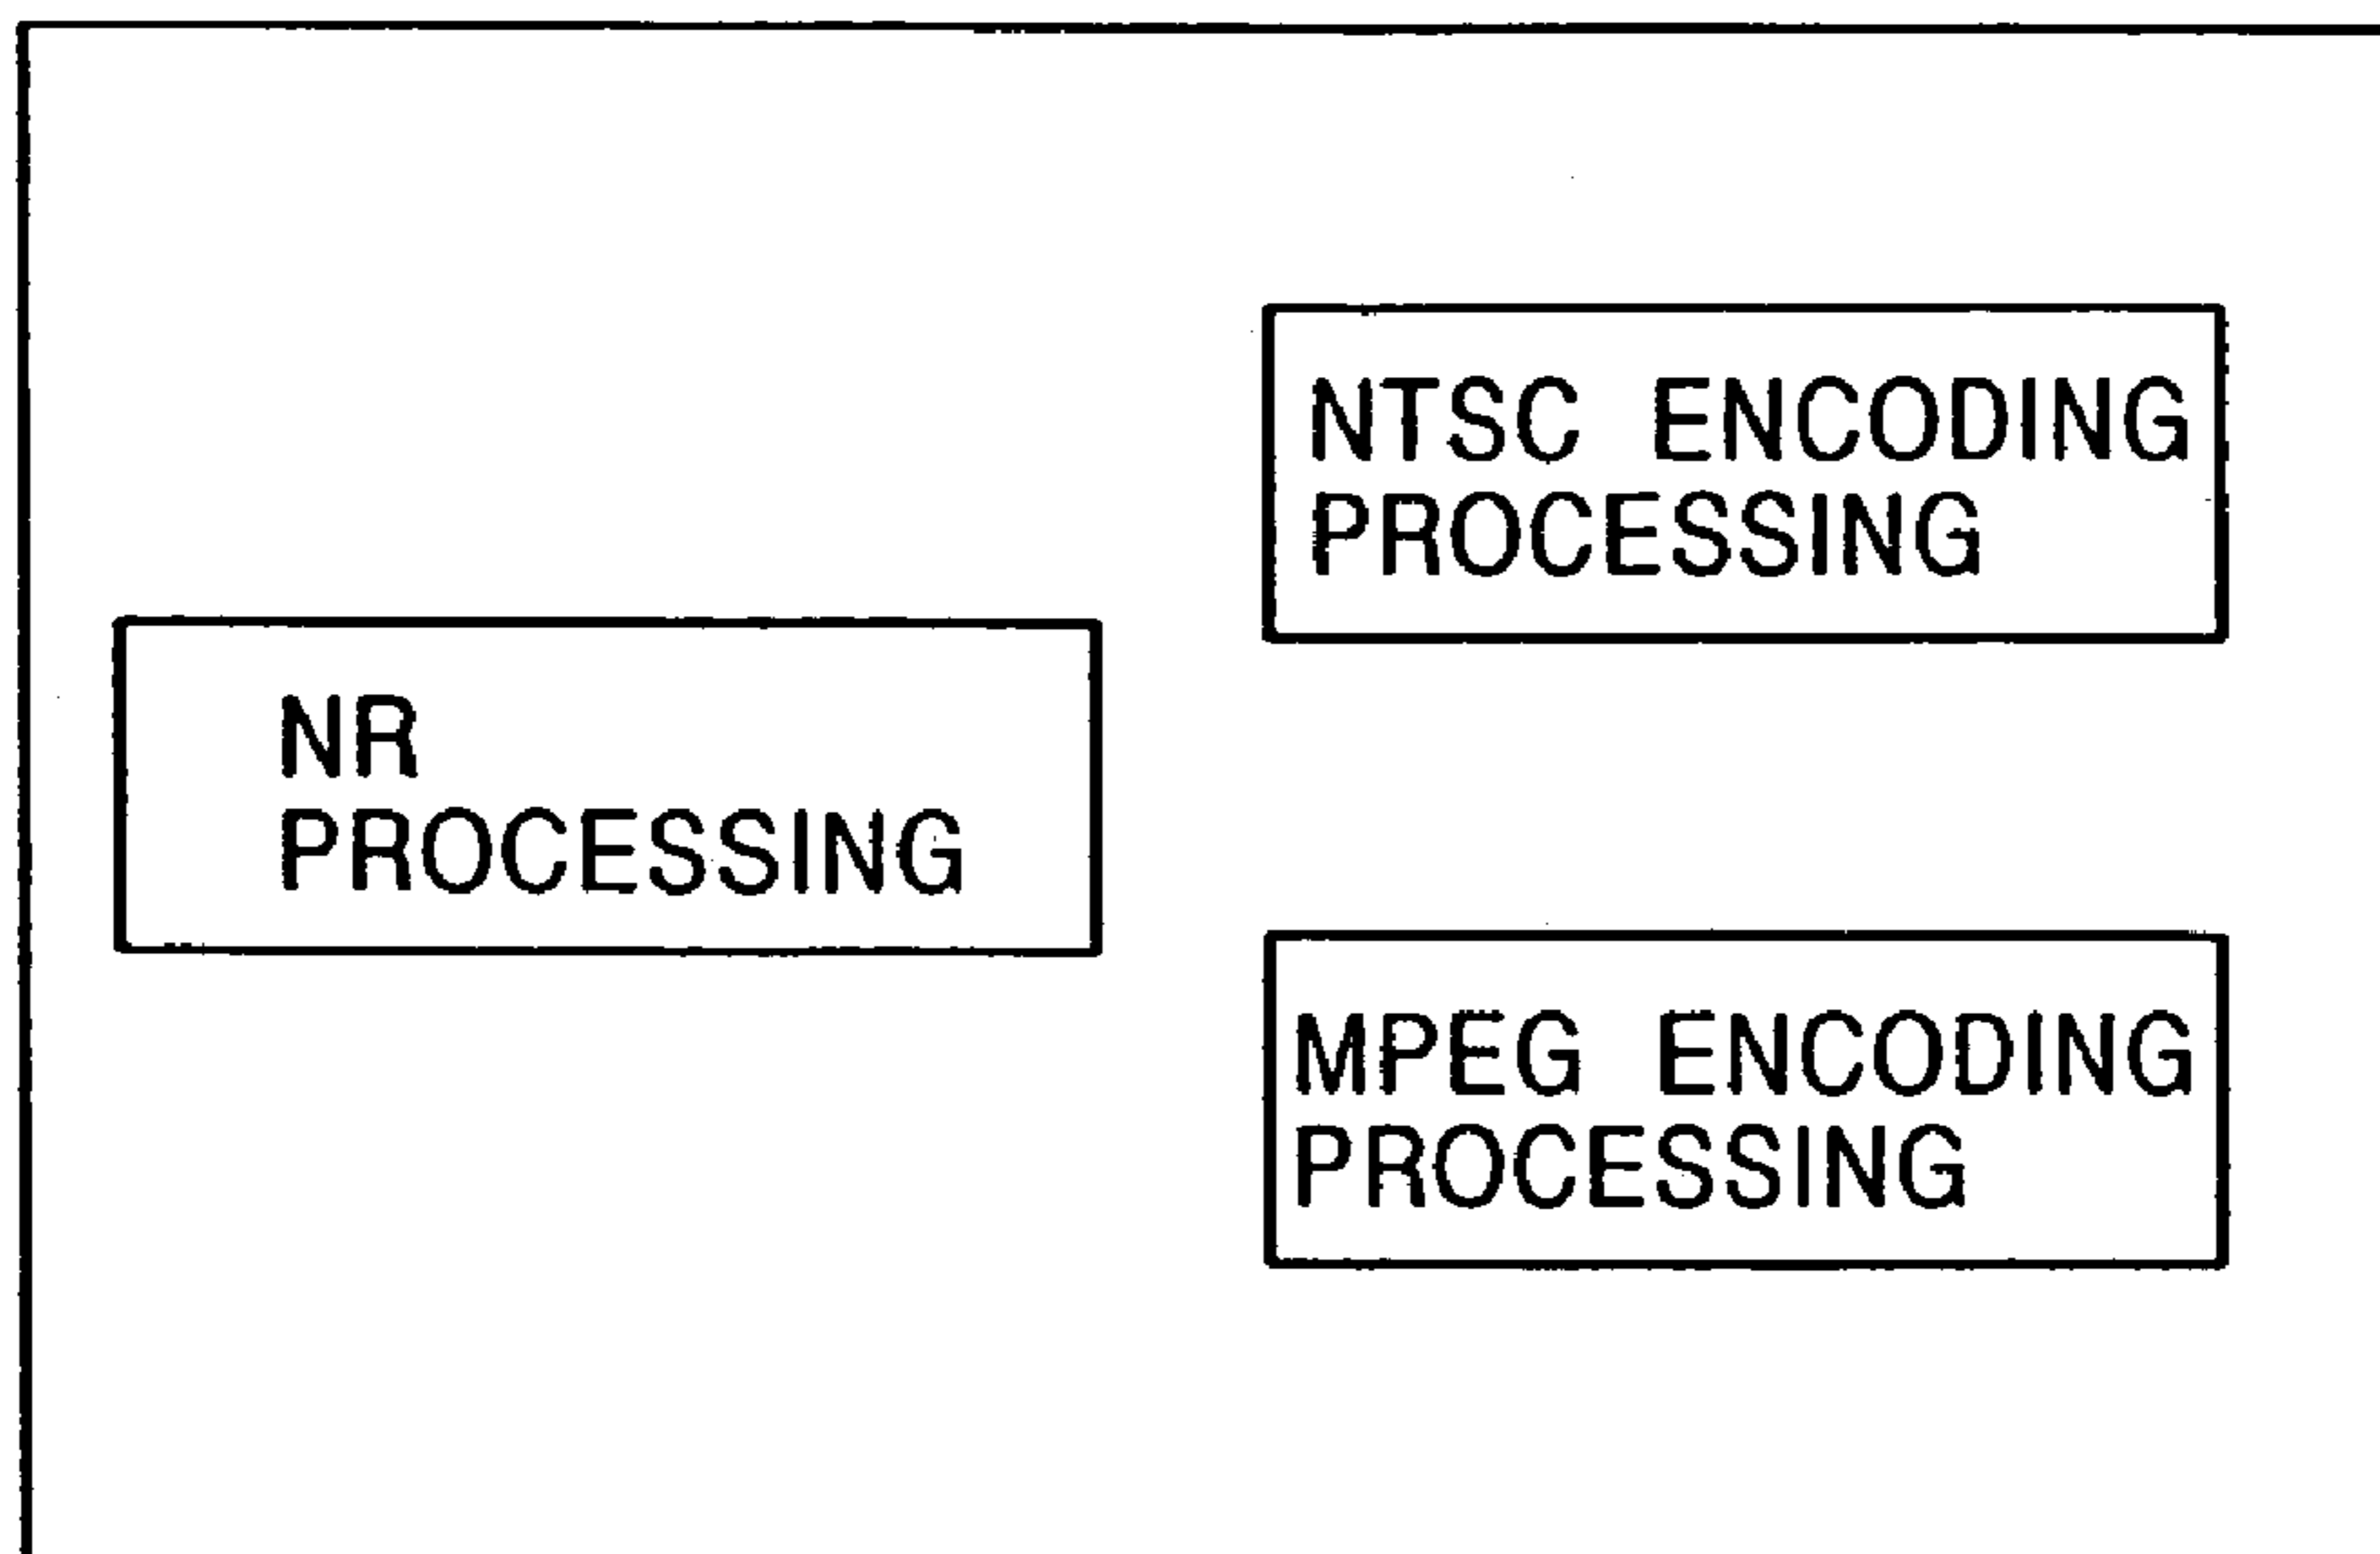 NTSC ENCODING
PROCESSING
NR
PROCESSING
MPEG ENCODING
PROCESSING